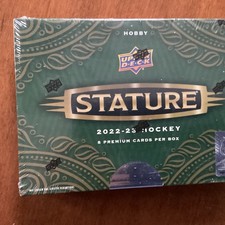 HOBBY
UPPER DECK
STATURE
2022-23 HOCKEY
8 PREMIUM CARDS PER BOX